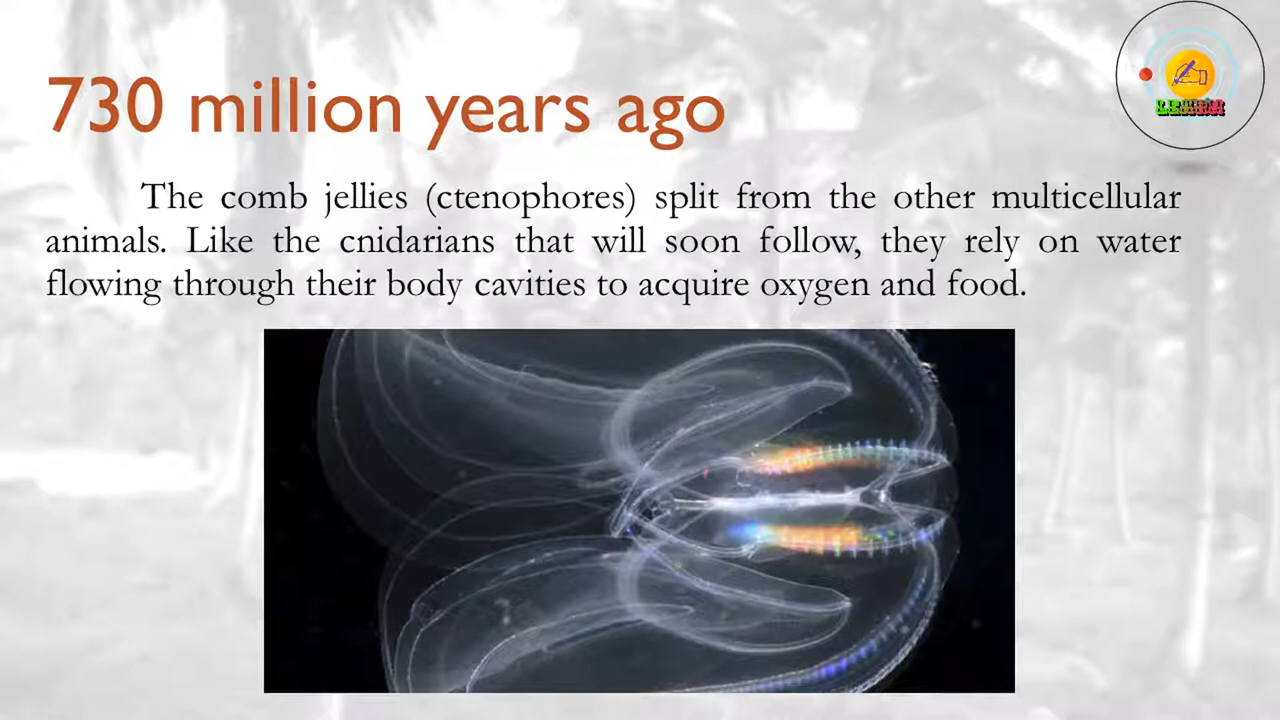 730 million years ago
The comb jellies (ctenophores) split from the other multicellular
animals. Like the cnidarians that will soon follow, they rely on water
flowing through their body cavities to acquire oxygen and food.